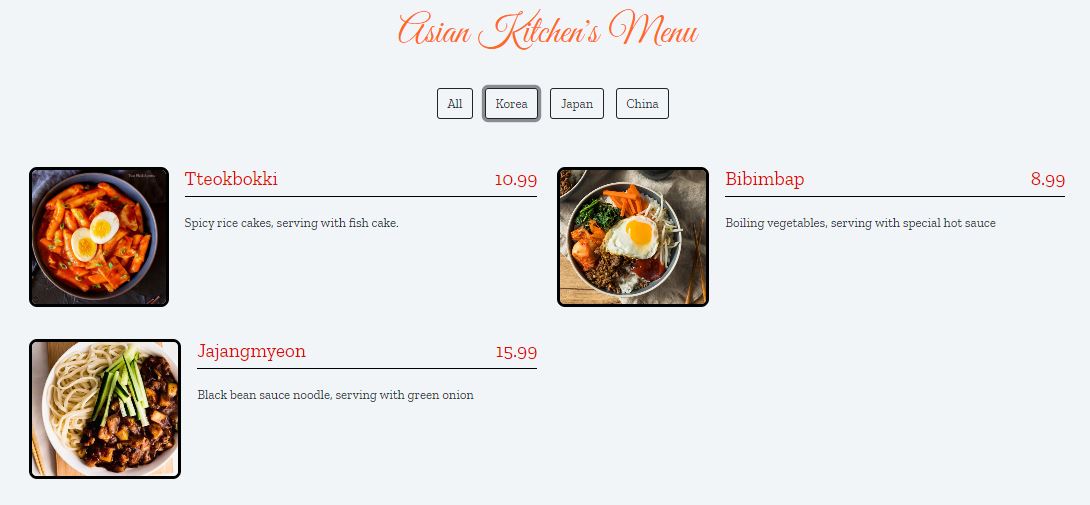 Asian Kitchen's Menu
All Korea Japan China
Tteokbokki 10.99
Spicy rice cakes, serving with fish cake.
Bibimbap 8.99
Boiling vegetables, serving with special hot sauce
Jajangmyeon 15.99
Black bean sauce noodle, serving with green onion